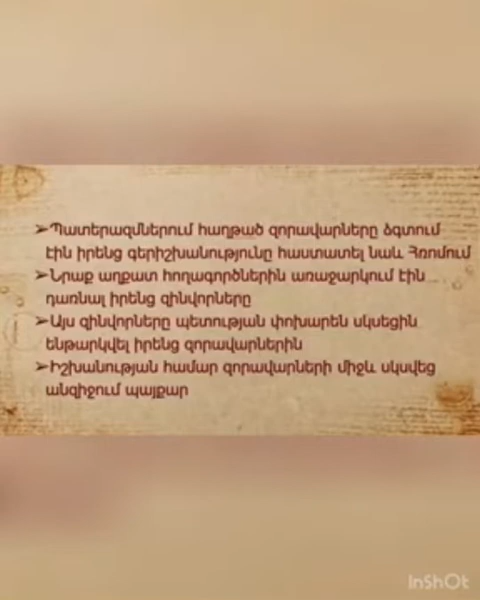 ➢Պատերազմներում հաղթած զորավարները ձգտում
էին իրենց գերիշխանությունը հաստատել նաև Հռոմում
➢Նրաք աղքատ հողագործներին առաջարկում էին
դառնալ իրենց զինվորները
➢Այս զինվորները պետության փոխարեն սկսեցին
ենթարկվել իրենց զորավարներին
➢Իշխանության համար զորավարների միջև սկսվեց
անզիջում պայքար
InShOt